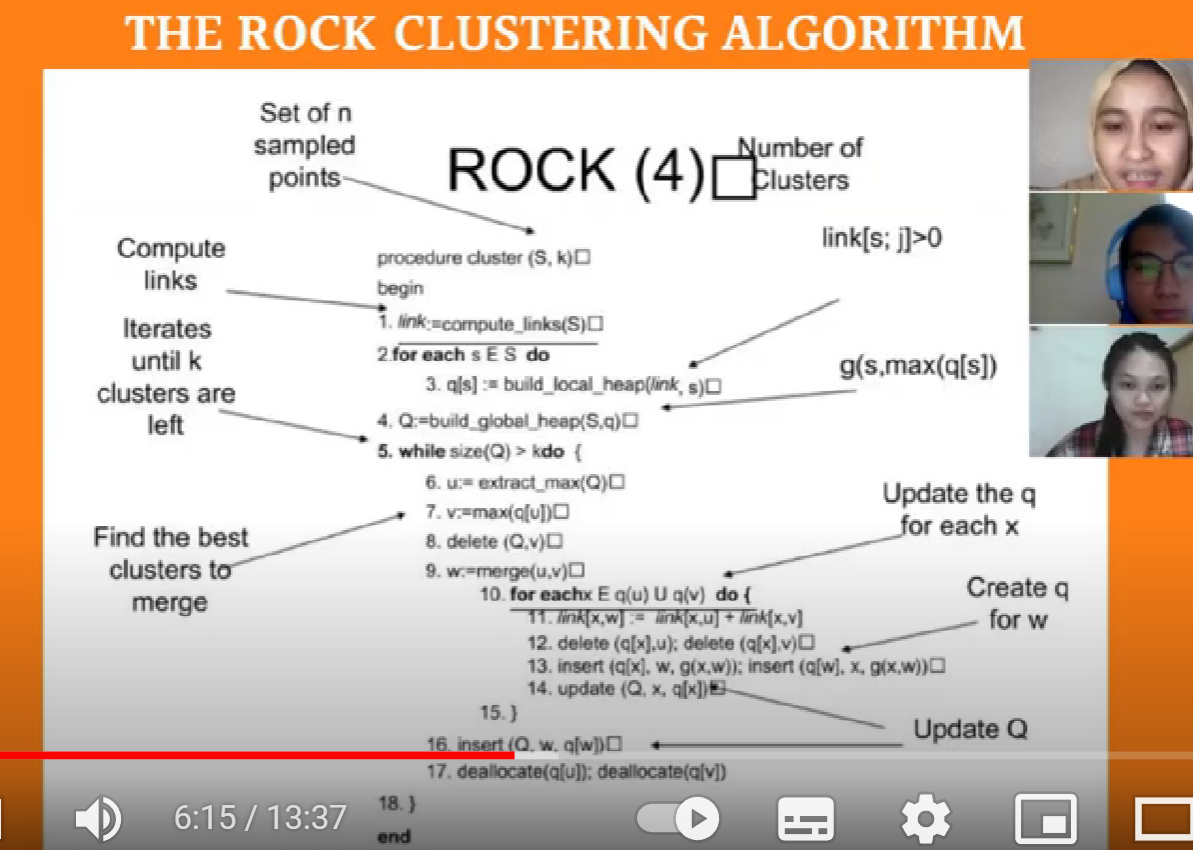 THE ROCK CLUSTERING ALGORITHM
Set of n
sampled
points
ROCK (4)□
Number of
Clusters
Compute
links
link[s; j]>0
procedure cluster (S, k)□
begin
1. link:=compute_links(S)□
Iterates
until k
clusters are
left
2.for each s E S do
g(s,max(q[s])
3. q[s] := build_local_heap(link, s)□
4. Q:=build_global_heap(S,q)□
5. while size(Q) > kdo {
6. u:= extract_max(Q)□
7. v:=max(q[u])□
8. delete (Q,v)□
9. w:=merge(u,v)□
Update the q
for each x
Find the best
clusters to
merge
10. for eachx E q(u) U q(v) do {
11. link[x,w] := link[x,u] + link[x,v]
12. delete (q[x],u); delete (q[x],v)□
13. insert (q[x], w, g(x,w)); insert (q[w], x, g(x,w))□
14. update (Q, x, q[x])□
Create q
for w
15. }
Update Q
16. insert (Q, w, q[w])□
17. deallocate(q[u]); deallocate(q[v])
18. }
end
6:15 / 13:37